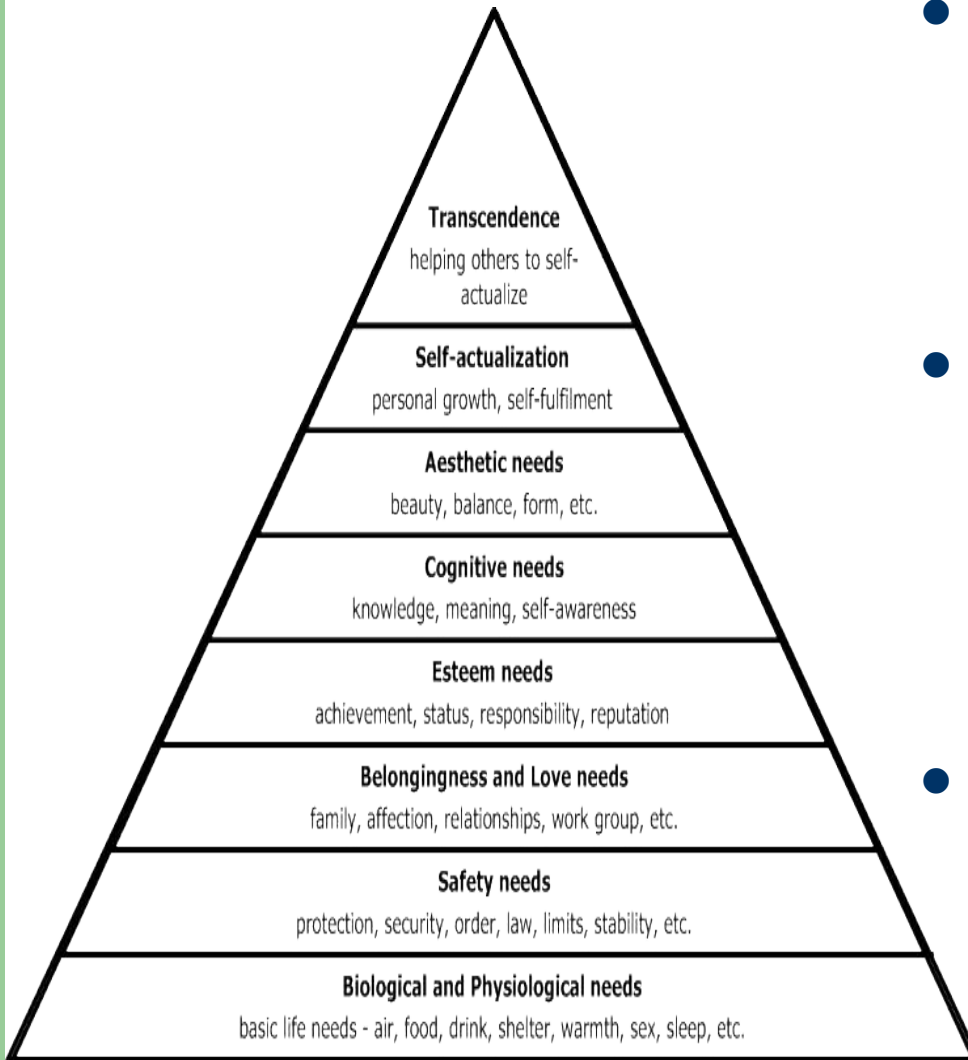 Transcendence
helping others to self-
actualize
Self-actualization
personal growth, self-fulfilment
Aesthetic needs
beauty, balance, form, etc.
Cognitive needs
knowledge, meaning, self-awareness
Esteem needs
achievement, status, responsibility, reputation
Belongingness and Love needs
family, affection, relationships, work group, etc.
Safety needs
protection, security, order, law, limits, stability, etc.
Biological and Physiological needs
basic life needs - air, food, drink, shelter, warmth, sex, sleep, etc.